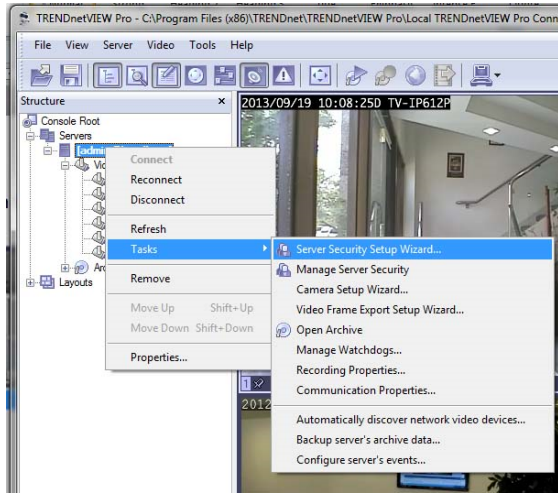 TRENDnetVIEW Pro - C:\Program Files (x86)\TRENDnet\TRENDnetVIEW Pro\Local TRENDnetVIEW Pro Conn
File View Server Video Tools Help
Structure x
2013/09/19 10:08:25D TV-IP612P
Console Root
Servers
[admi
Vic
Arc
Layouts
Connect
Reconnect
Disconnect
Refresh
Tasks
Remove
Move Up Shift+Up
Move Down Shift+Down
Properties...
Server Security Setup Wizard...
Manage Server Security
Camera Setup Wizard...
Video Frame Export Setup Wizard...
Open Archive
Manage Watchdogs...
Recording Properties...
Communication Properties...
Automatically discover network video devices...
Backup server's archive data...
Configure server's events...
1
2012